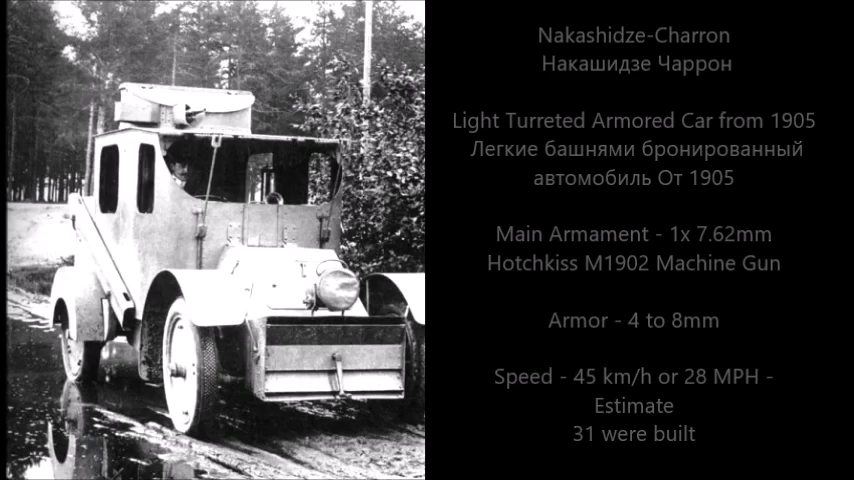 Nakashidze-Charron
Накашидзе Чаррон
Light Turreted Armored Car from 1905
Легкие башнями бронированный
автомобиль От 1905
Main Armament - 1x 7.62mm
Hotchkiss M1902 Machine Gun
Armor - 4 to 8mm
Speed - 45 km/h or 28 MPH -
Estimate
31 were built